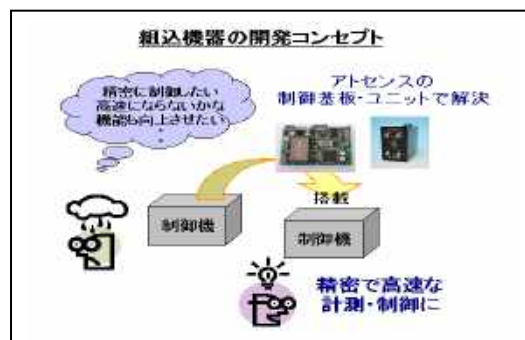 組込機器の開発コンセプト
精密に制御したい
高速にならないかな
機能も向上させたい
・
・
アトセンスの
制御基板・ユニットで解決
搭載
制御機
制御機
精密で高速な
計測・制御に